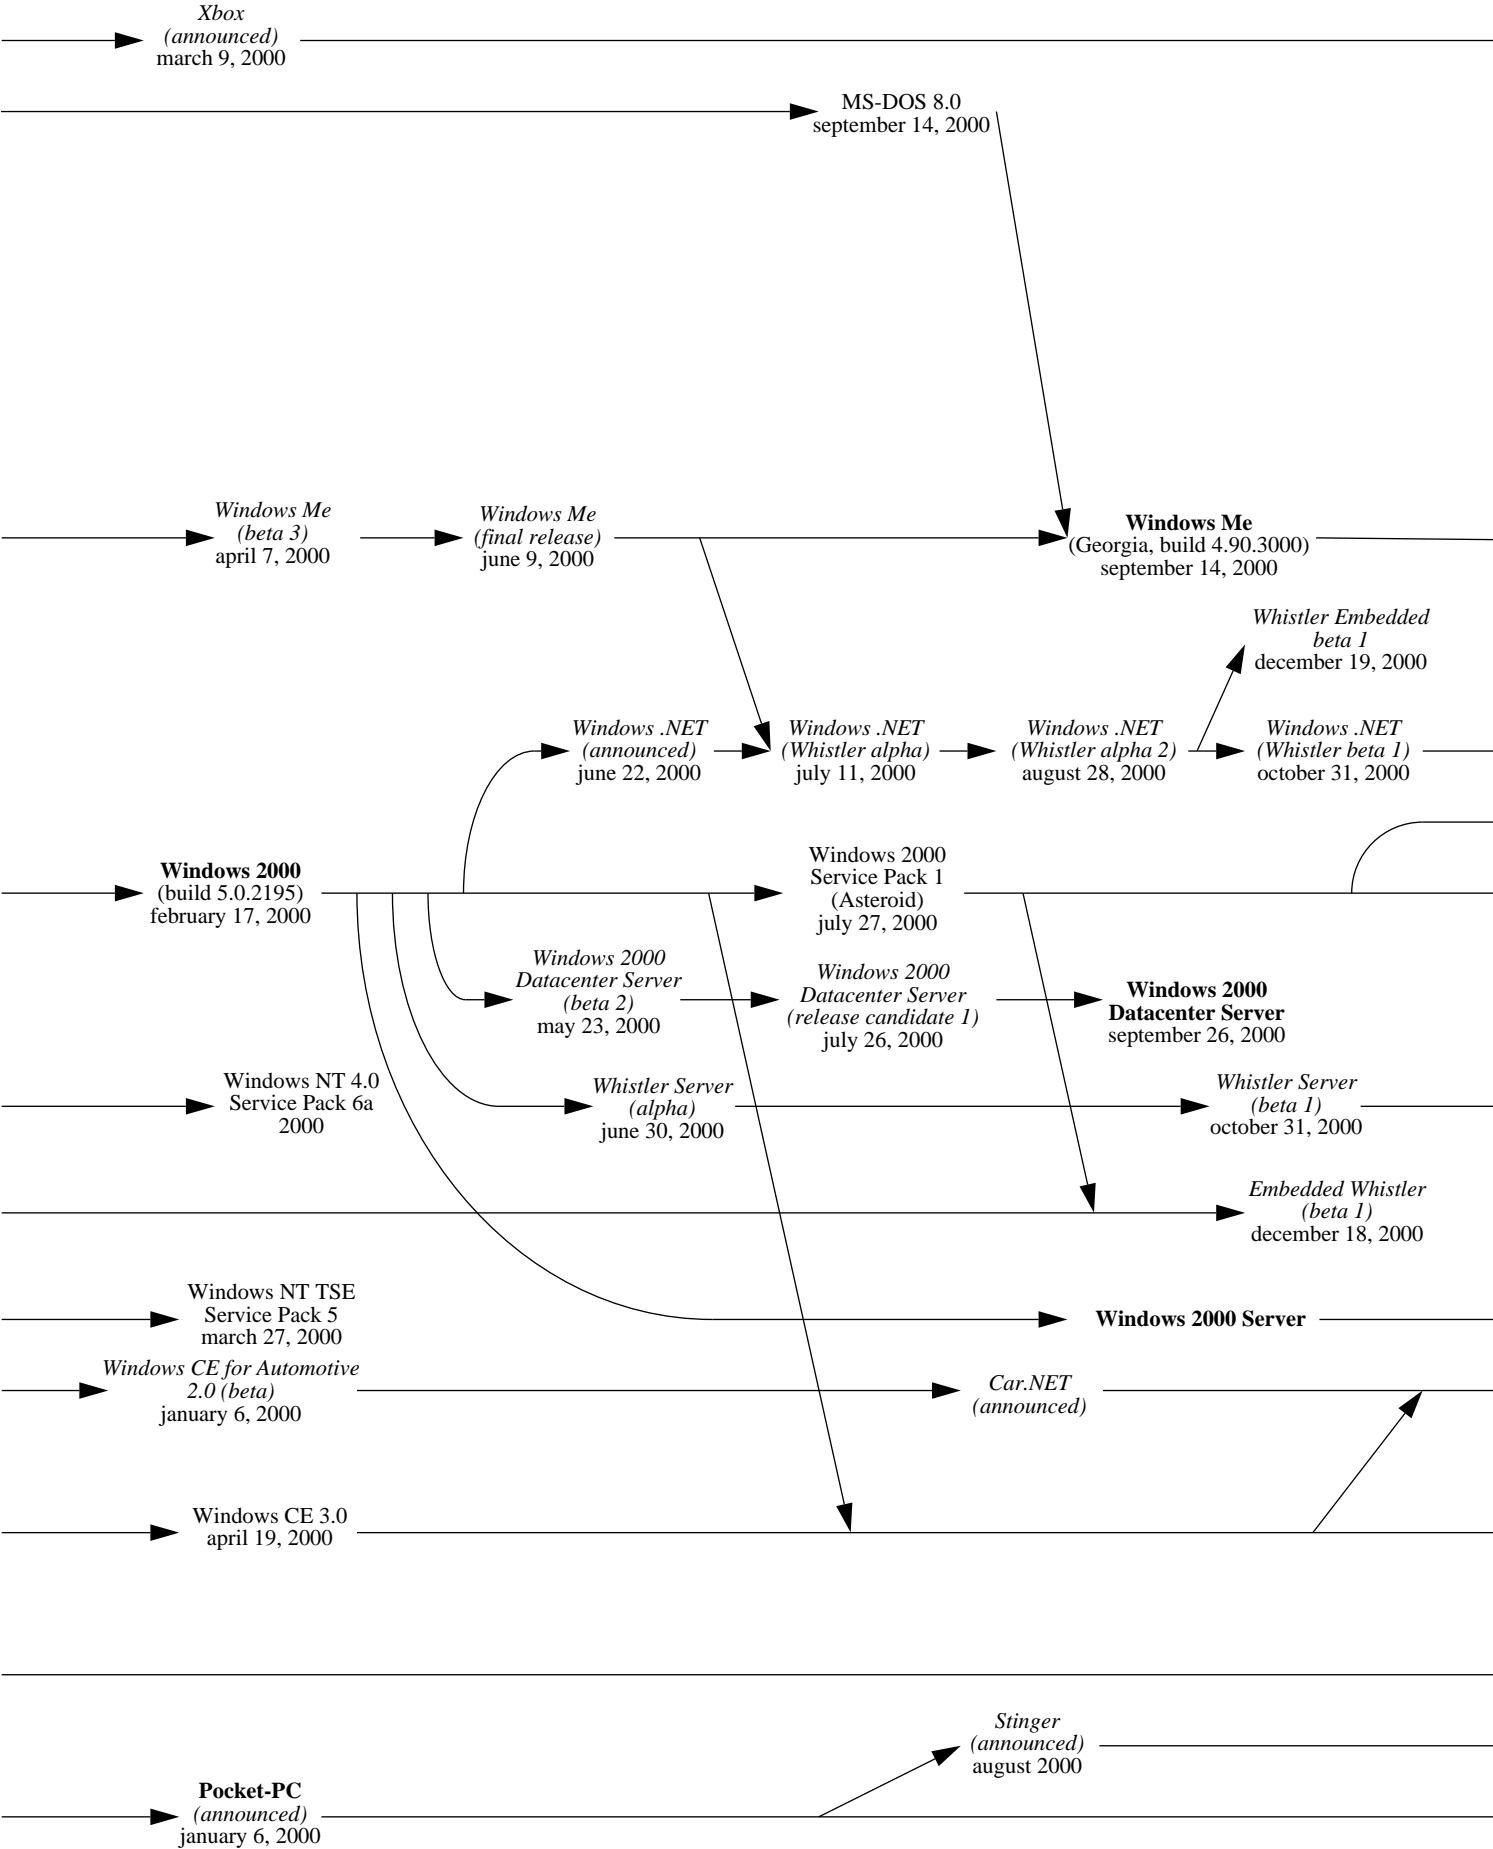 Xbox
(announced)
march 9, 2000
MS-DOS 8.0
september 14, 2000
Windows Me
(beta 3)
april 7, 2000
Windows Me
(final release)
june 9, 2000
Windows Me
(Georgia, build 4.90.3000)
september 14, 2000
Whistler Embedded
beta 1
december 19, 2000
Windows .NET
(announced)
june 22, 2000
Windows .NET
(Whistler alpha)
july 11, 2000
Windows .NET
(Whistler alpha 2)
august 28, 2000
Windows .NET
(Whistler beta 1)
october 31, 2000
Windows 2000
(build 5.0.2195)
february 17, 2000
Windows 2000
Service Pack 1
(Asteroid)
july 27, 2000
Windows 2000
Datacenter Server
(beta 2)
may 23, 2000
Windows 2000
Datacenter Server
(release candidate 1)
july 26, 2000
Windows 2000
Datacenter Server
september 26, 2000
Windows NT 4.0
Service Pack 6a
2000
Whistler Server
(alpha)
june 30, 2000
Whistler Server
(beta 1)
october 31, 2000
Embedded Whistler
(beta 1)
december 18, 2000
Windows NT TSE
Service Pack 5
march 27, 2000
Windows 2000 Server
Windows CE for Automotive
2.0 (beta)
january 6, 2000
Car.NET
(announced)
Windows CE 3.0
april 19, 2000
Stinger
(announced)
august 2000
Pocket-PC
(announced)
january 6, 2000